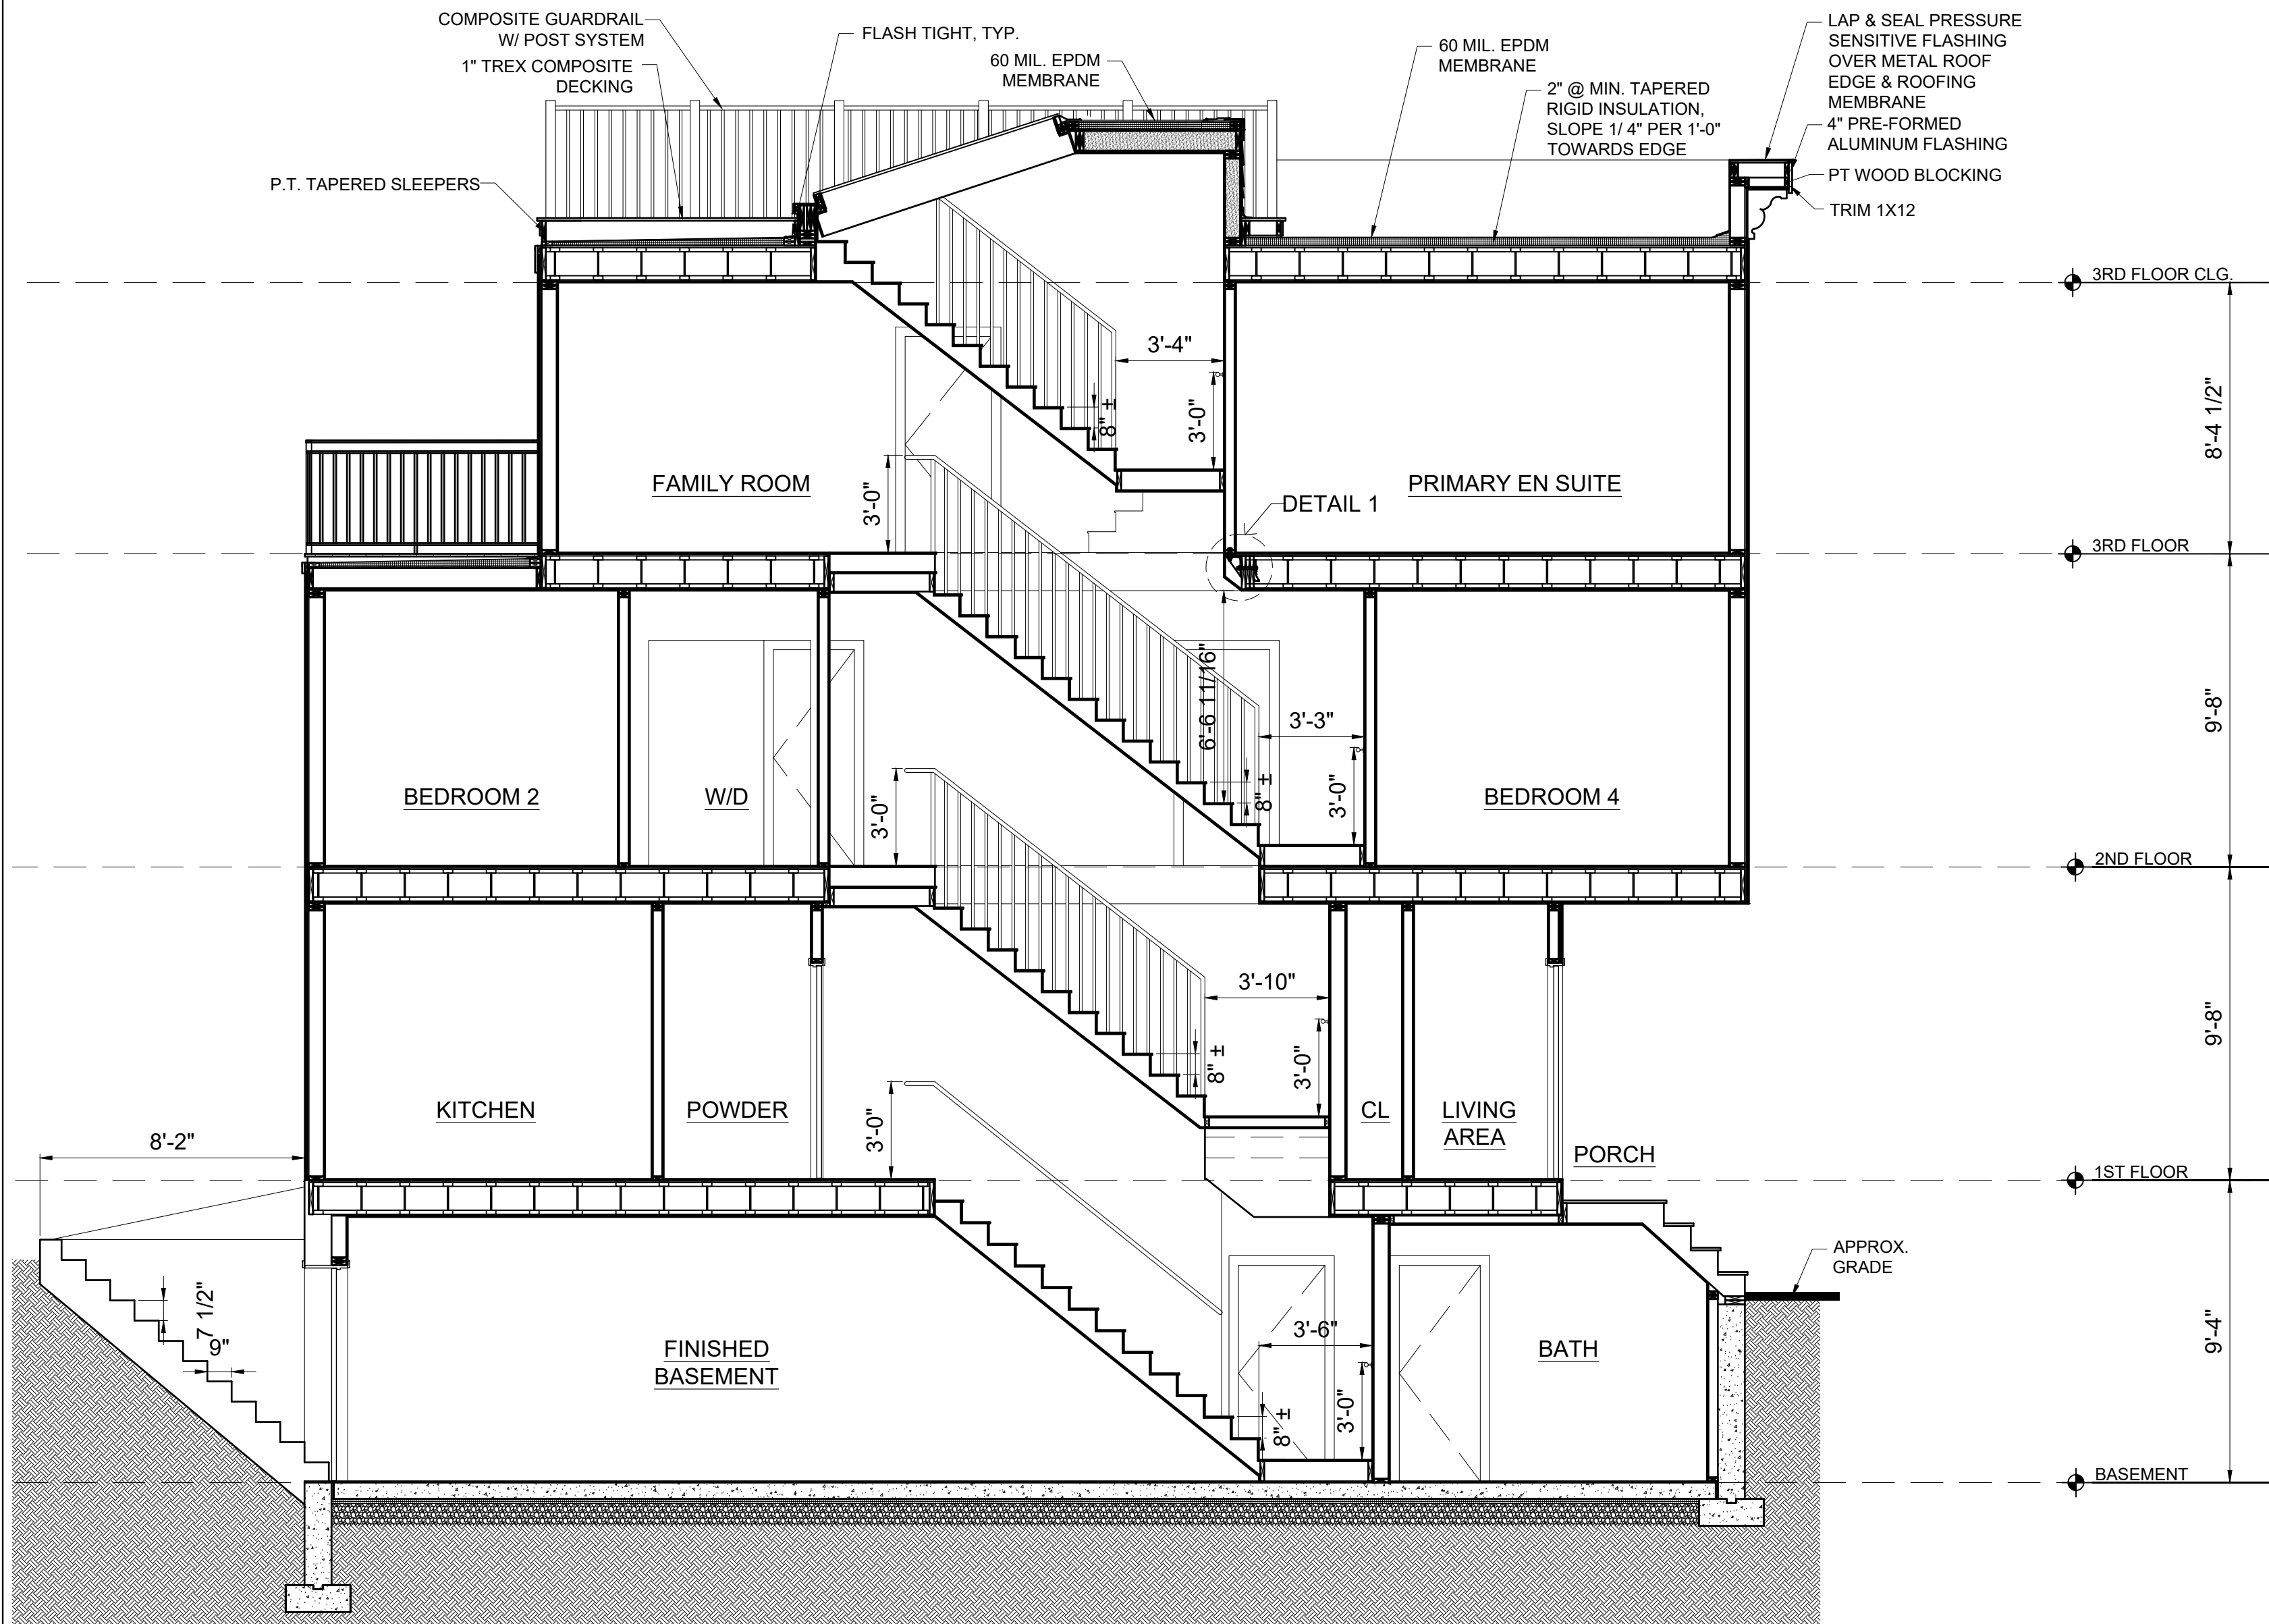 COMPOSITE GUARDRAIL
W/ POST SYSTEM
1" TREX COMPOSITE
DECKING
FLASH TIGHT, TYP.
60 MIL. EPDM
MEMBRANE
60 MIL. EPDM
MEMBRANE
2" @ MIN. TAPERED
RIGID INSULATION,
SLOPE 1/ 4" PER 1'-0"
TOWARDS EDGE
LAP & SEAL PRESSURE
SENSITIVE FLASHING
OVER METAL ROOF
EDGE & ROOFING
MEMBRANE
4" PRE-FORMED
ALUMINUM FLASHING
PT WOOD BLOCKING
TRIM 1X12
P.T. TAPERED SLEEPERS
3RD FLOOR CLG.
3'-4"
8" ±
3'-0"
8'-4 1/2"
FAMILY ROOM
3'-0"
PRIMARY EN SUITE
DETAIL 1
3RD FLOOR
6'-6 11/16"
3'-3"
9'-8"
BEDROOM 2
W/D
3'-0"
8" ±
3'-0"
BEDROOM 4
2ND FLOOR
3'-10"
8" ±
3'-0"
9'-8"
KITCHEN
POWDER
3'-0"
CL
LIVING
AREA
PORCH
8'-2"
1ST FLOOR
APPROX.
GRADE
7 1/2"
9"
FINISHED
BASEMENT
3'-6"
8" ±
3'-0"
BATH
9'-4"
BASEMENT